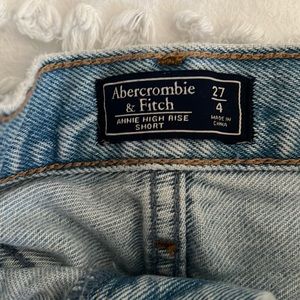 Abercrombie
& Fitch
ANNIE HIGH RISE
SHORT
27
4
MADE IN
CHINA